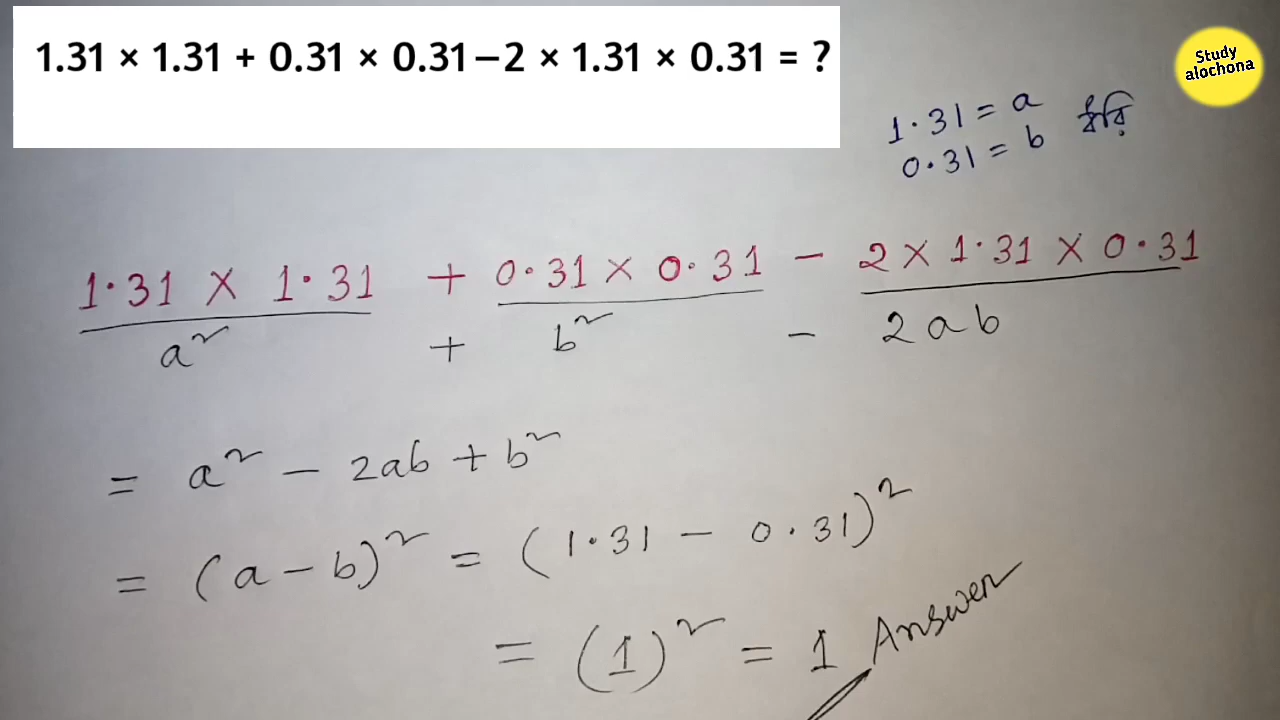 1.31 × 1.31 + 0.31 × 0.31−2 × 1.31 × 0.31 = ?
Study
alochona
1.31 = a ধরি
0.31 = b
1.31 × 1.31 + 0.31 × 0.31 − 2 × 1.31 × 0.31
a² + b² − 2ab
= a² − 2ab + b²
= (a − b)² = (1.31 − 0.31)²
= (1)² = 1 Answer